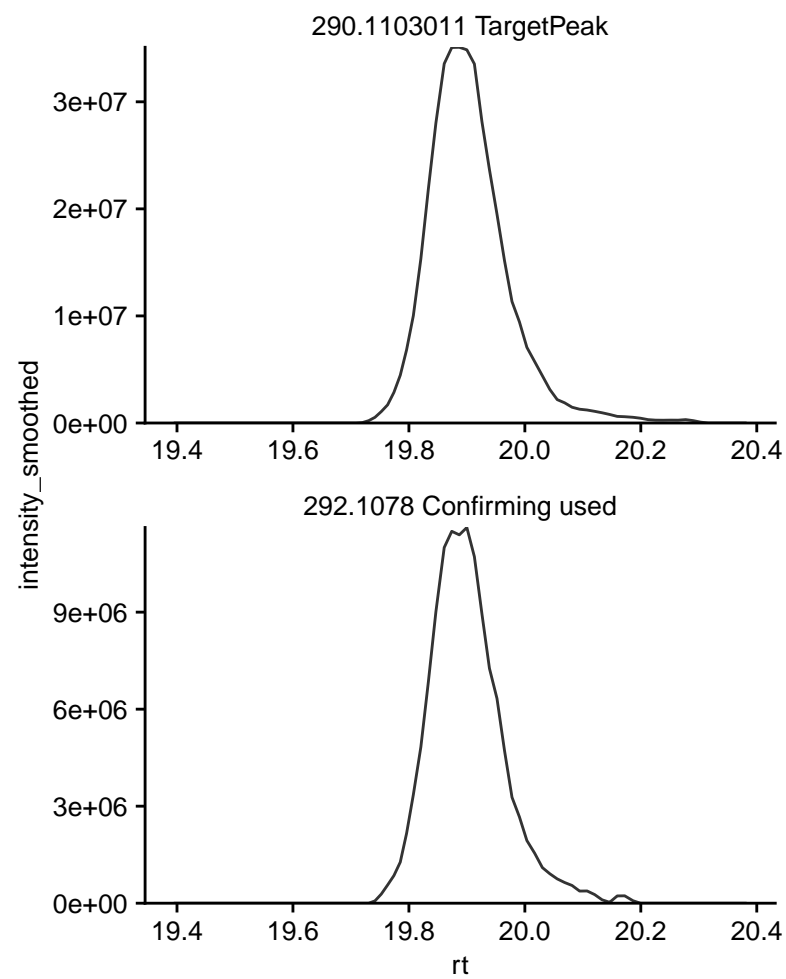 290.1103011 TargetPeak
3e+07
2e+07
1e+07
0e+00
19.4 19.6 19.8 20.0 20.2 20.4
intensity_smoothed
292.1078 Confirming used
9e+06
6e+06
3e+06
0e+00
19.4 19.6 19.8 20.0 20.2 20.4
rt